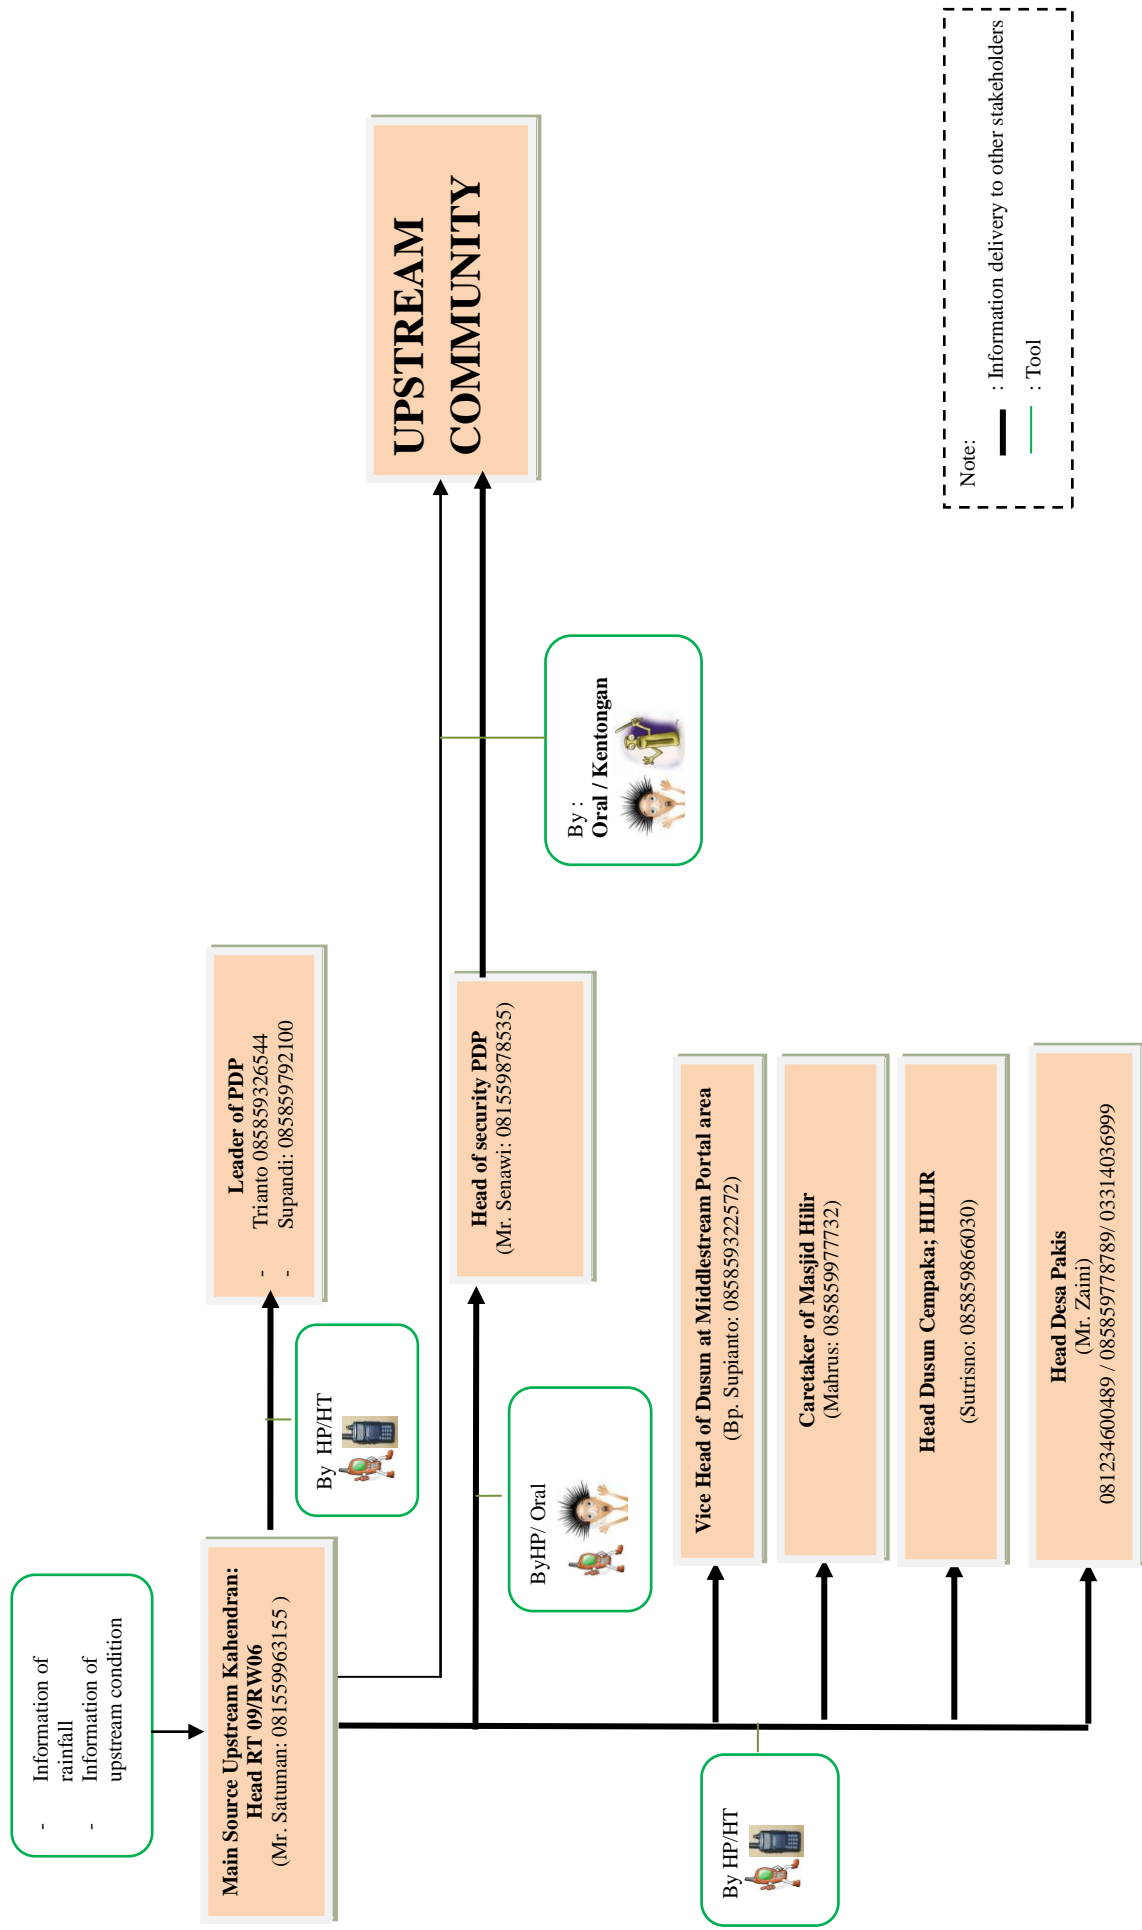 - Information of
rainfall
- Information of
upstream condition
Main Source Upstream Kahendran:
Head RT 09/RW06
(Mr. Satuman: 081559963155 )
By HP/HT
Leader of PDP
- Trianto 085859326544
- Supandi: 085859792100
UPSTREAM
COMMUNITY
ByHP/ Oral
Head of security PDP
(Mr. Senawi: 081559878535)
By :
Oral / Kentongan
By HP/HT
Vice Head of Dusun at Middlestream Portal area
(Bp. Supianto: 085859322572)
Caretaker of Masjid Hilir
(Mahrus: 085859977732)
Head Dusun Cempaka; HILIR
(Sutrisno: 085859866030)
Head Desa Pakis
(Mr. Zaini)
081234600489 / 085859778789/ 03314036999
Note:
: Information delivery to other stakeholders
: Tool